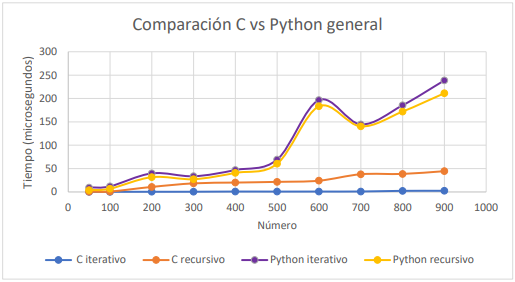 Comparación C vs Python general
Tiempo (microsegundos)
300
250
200
150
100
50
0
0 100 200 300 400 500 600 700 800 900 1000
Número
C iterativo C recursivo Python iterativo Python recursivo